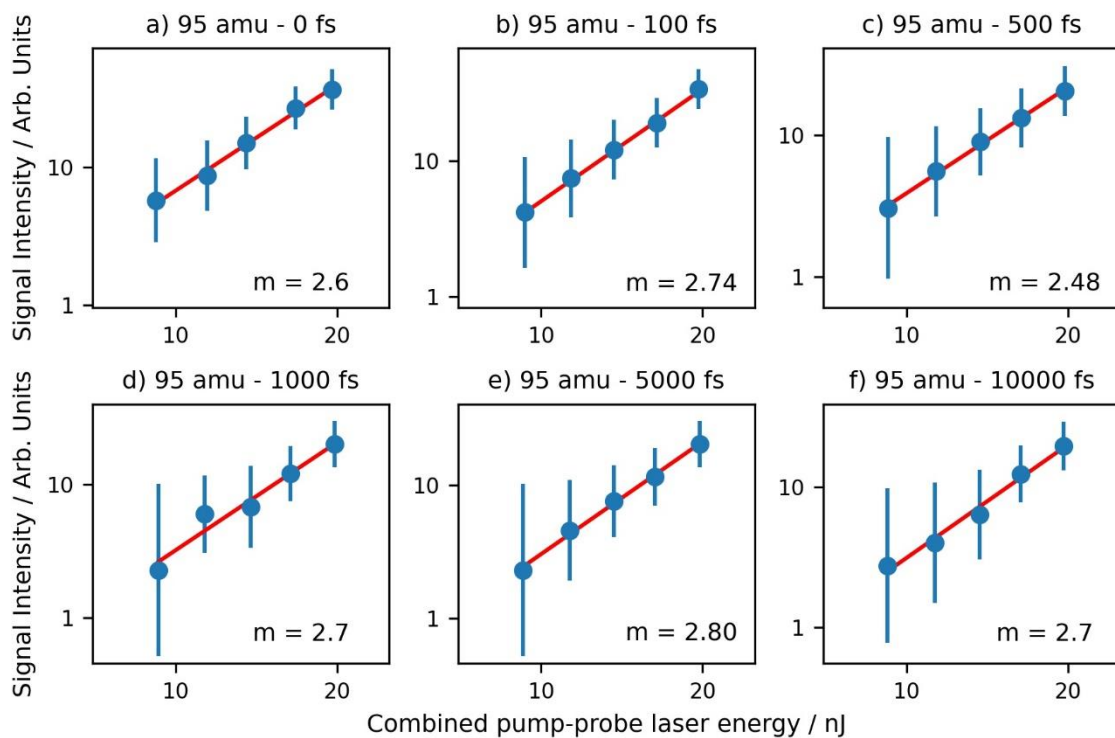 a) 95 amu - 0 fs
b) 95 amu - 100 fs
c) 95 amu - 500 fs
Signal Intensity / Arb. Units
10
1
10
20
m = 2.6
10
1
10
20
m = 2.74
10
1
10
20
m = 2.48
d) 95 amu - 1000 fs
e) 95 amu - 5000 fs
f) 95 amu - 10000 fs
Signal Intensity / Arb. Units
10
1
10
20
m = 2.7
10
1
10
20
m = 2.80
10
1
10
20
m = 2.7
Combined pump-probe laser energy / nJ